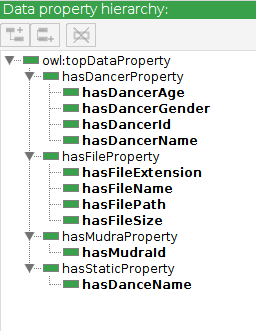 Data property hierarchy:
owl:topDataProperty
hasDancerProperty
hasDancerAge
hasDancerGender
hasDancerId
hasDancerName
hasFileProperty
hasFileExtension
hasFileName
hasFilePath
hasFileSize
hasMudraProperty
hasMudraId
hasStaticProperty
hasDanceName